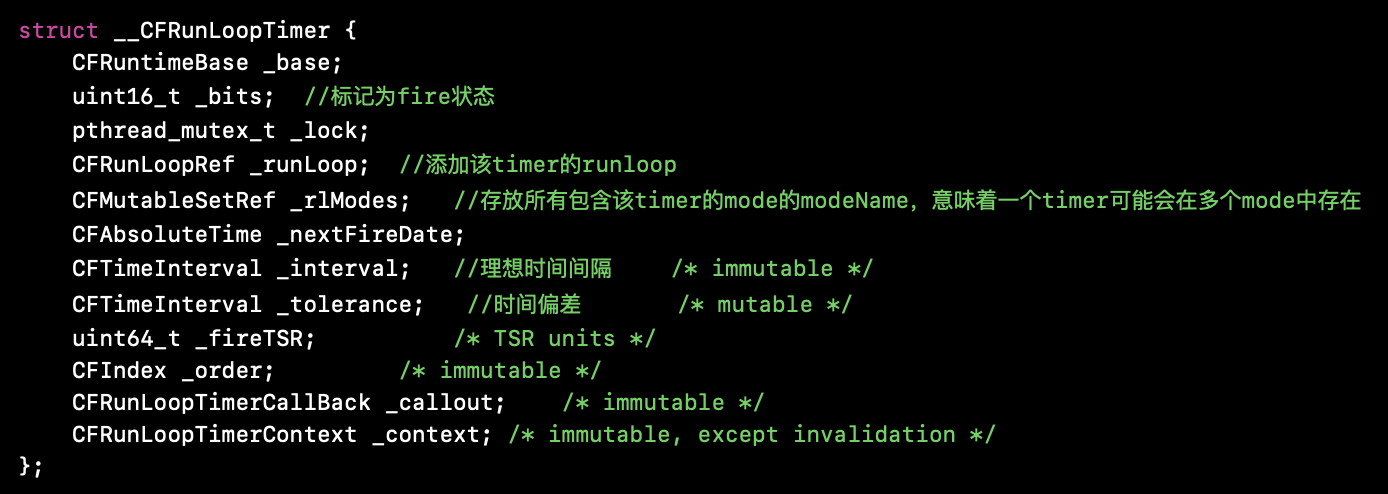 struct __CFRunLoopTimer {
    CFRuntimeBase _base;
    uint16_t _bits;  //标记为fire状态
    pthread_mutex_t _lock;
    CFRunLoopRef _runLoop;  //添加该timer的runloop
    CFMutableSetRef _rlModes;   //存放所有包含该timer的mode的modeName，意味着一个timer可能会在多个mode中存在
    CFAbsoluteTime _nextFireDate;
    CFTimeInterval _interval;   //理想时间间隔    /* immutable */
    CFTimeInterval _tolerance;   //时间偏差       /* mutable */
    uint64_t _fireTSR;          /* TSR units */
    CFIndex _order;         /* immutable */
    CFRunLoopTimerCallBack _callout;    /* immutable */
    CFRunLoopTimerContext _context; /* immutable, except invalidation */
};